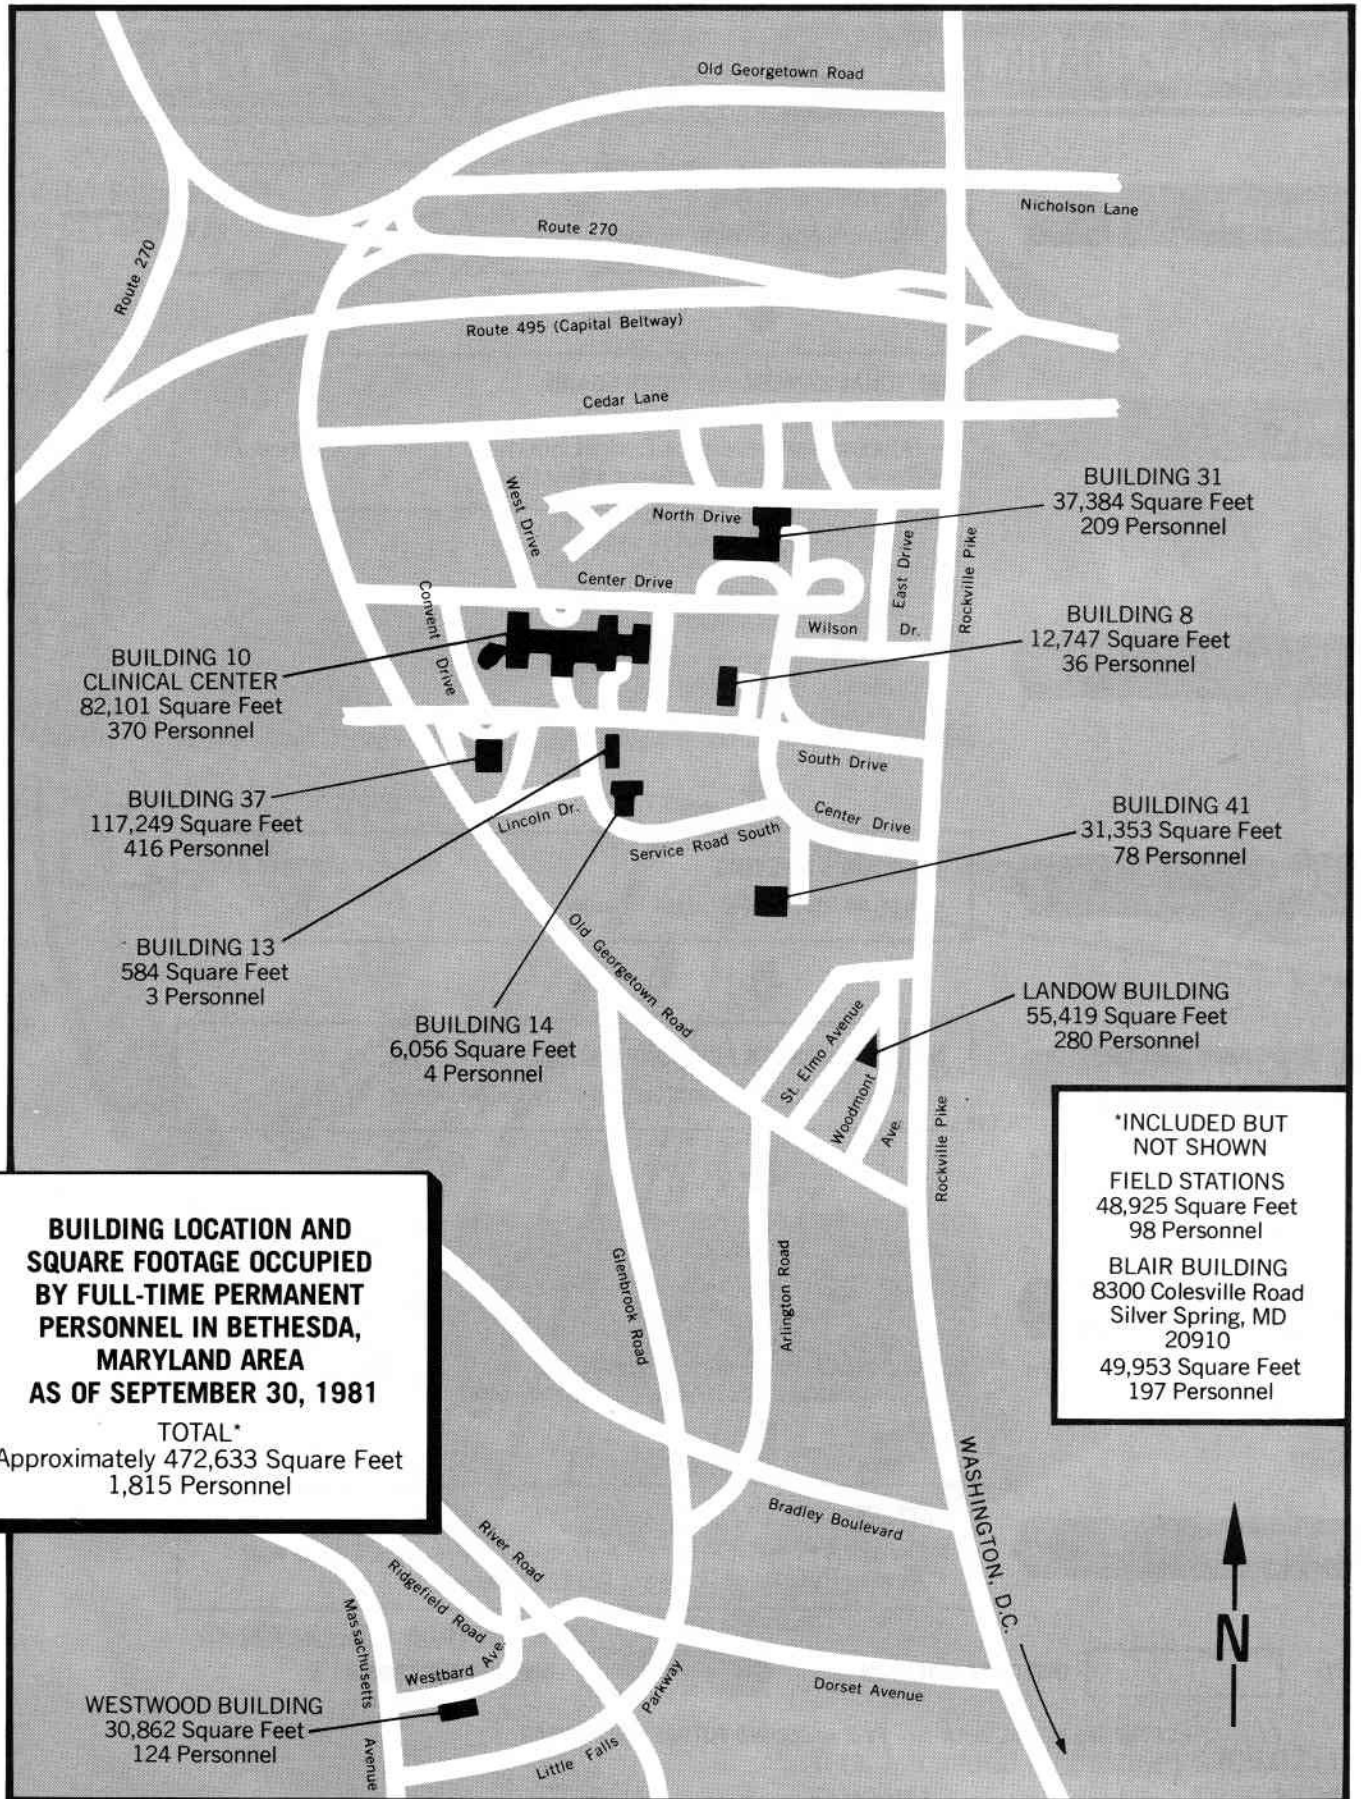 Old Georgetown Road
Nicholson Lane
Route 270
Route 270
Route 495 (Capital Beltway)
Cedar Lane
West Drive
North Drive
East Drive
Rockville Pike
Center Drive
Convent Drive
Wilson Dr.
South Drive
Center Drive
Lincoln Dr.
Service Road South
Old Georgetown Road
St. Elmo Avenue
Woodmont Ave.
Rockville Pike
Glenbrook Road
Arlington Road
Bradley Boulevard
River Road
Ridgefield Road
Massachusetts Avenue
Westbard Ave.
Little Falls Parkway
Dorset Avenue
WASHINGTON, D.C.
N
BUILDING 31
37,384 Square Feet
209 Personnel
BUILDING 8
12,747 Square Feet
36 Personnel
BUILDING 10
CLINICAL CENTER
82,101 Square Feet
370 Personnel
BUILDING 37
117,249 Square Feet
416 Personnel
BUILDING 41
31,353 Square Feet
78 Personnel
BUILDING 13
584 Square Feet
3 Personnel
BUILDING 14
6,056 Square Feet
4 Personnel
LANDOW BUILDING
55,419 Square Feet
280 Personnel
*INCLUDED BUT
NOT SHOWN
FIELD STATIONS
48,925 Square Feet
98 Personnel
BLAIR BUILDING
8300 Colesville Road
Silver Spring, MD
20910
49,953 Square Feet
197 Personnel
BUILDING LOCATION AND
SQUARE FOOTAGE OCCUPIED
BY FULL-TIME PERMANENT
PERSONNEL IN BETHESDA,
MARYLAND AREA
AS OF SEPTEMBER 30, 1981
TOTAL*
Approximately 472,633 Square Feet
1,815 Personnel
WESTWOOD BUILDING
30,862 Square Feet
124 Personnel